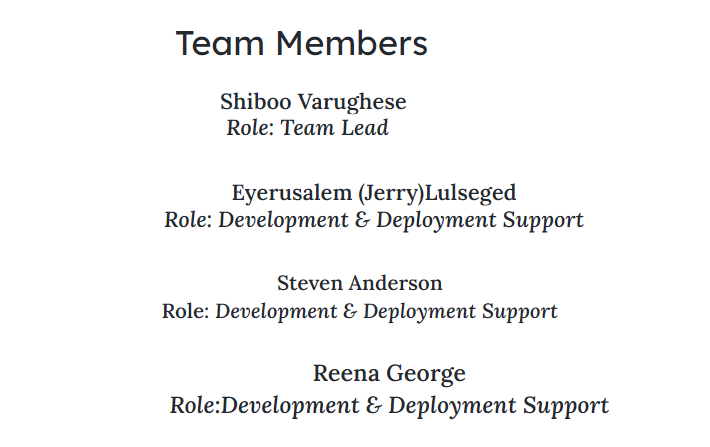 Team Members
Shiboo Varughese
Role: Team Lead
Eyerusalem (Jerry)Lulseged
Role: Development & Deployment Support
Steven Anderson
Role: Development & Deployment Support
Reena George
Role:Development & Deployment Support